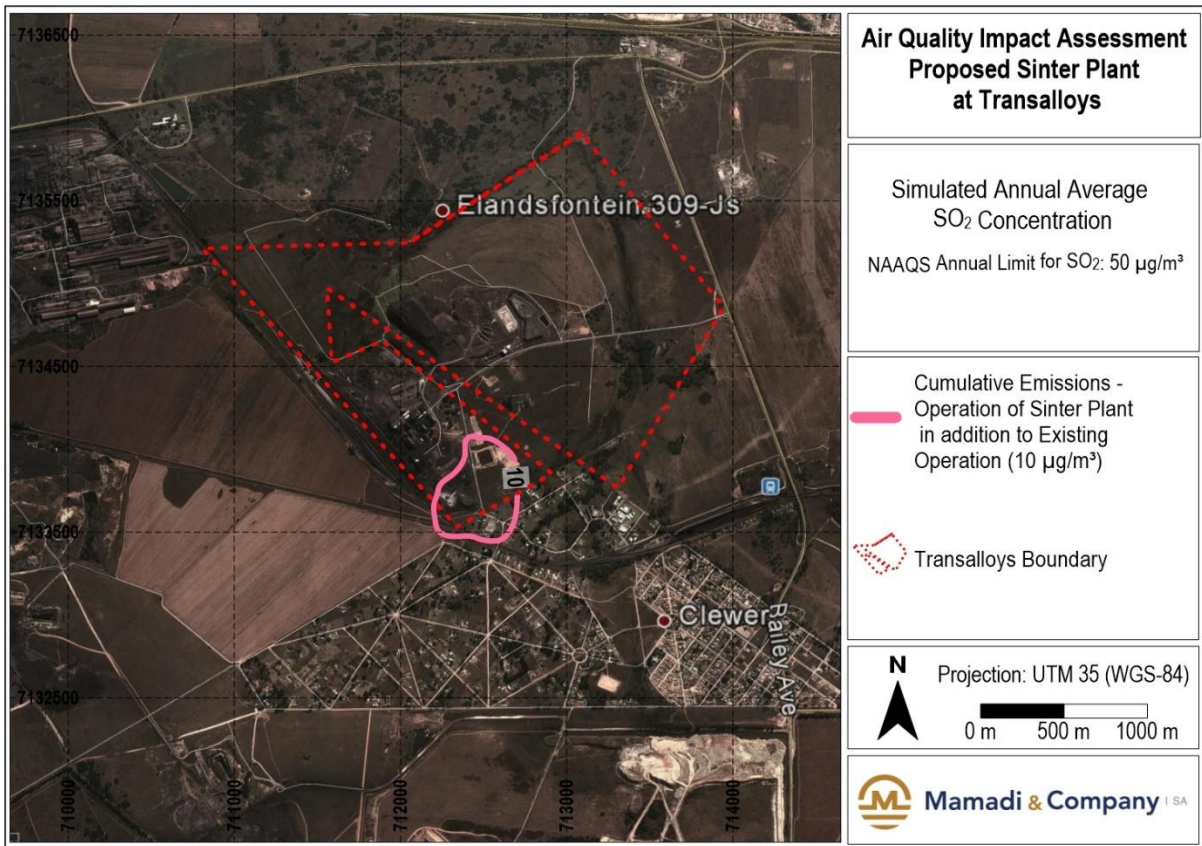 7136500
7135500
7134500
7133500
7132500
710000
711000
712000
713000
714000
Elandsfontein 309-Js
10
Clewer
Railey Ave
Air Quality Impact Assessment
Proposed Sinter Plant
at Transalloys
Simulated Annual Average
SO₂ Concentration
NAAQS Annual Limit for SO₂: 50 µg/m³
Cumulative Emissions -
Operation of Sinter Plant
in addition to Existing
Operation (10 µg/m³)
Transalloys Boundary
N
Projection: UTM 35 (WGS-84)
0 m 500 m 1000 m
M
Mamadi & Company | SA